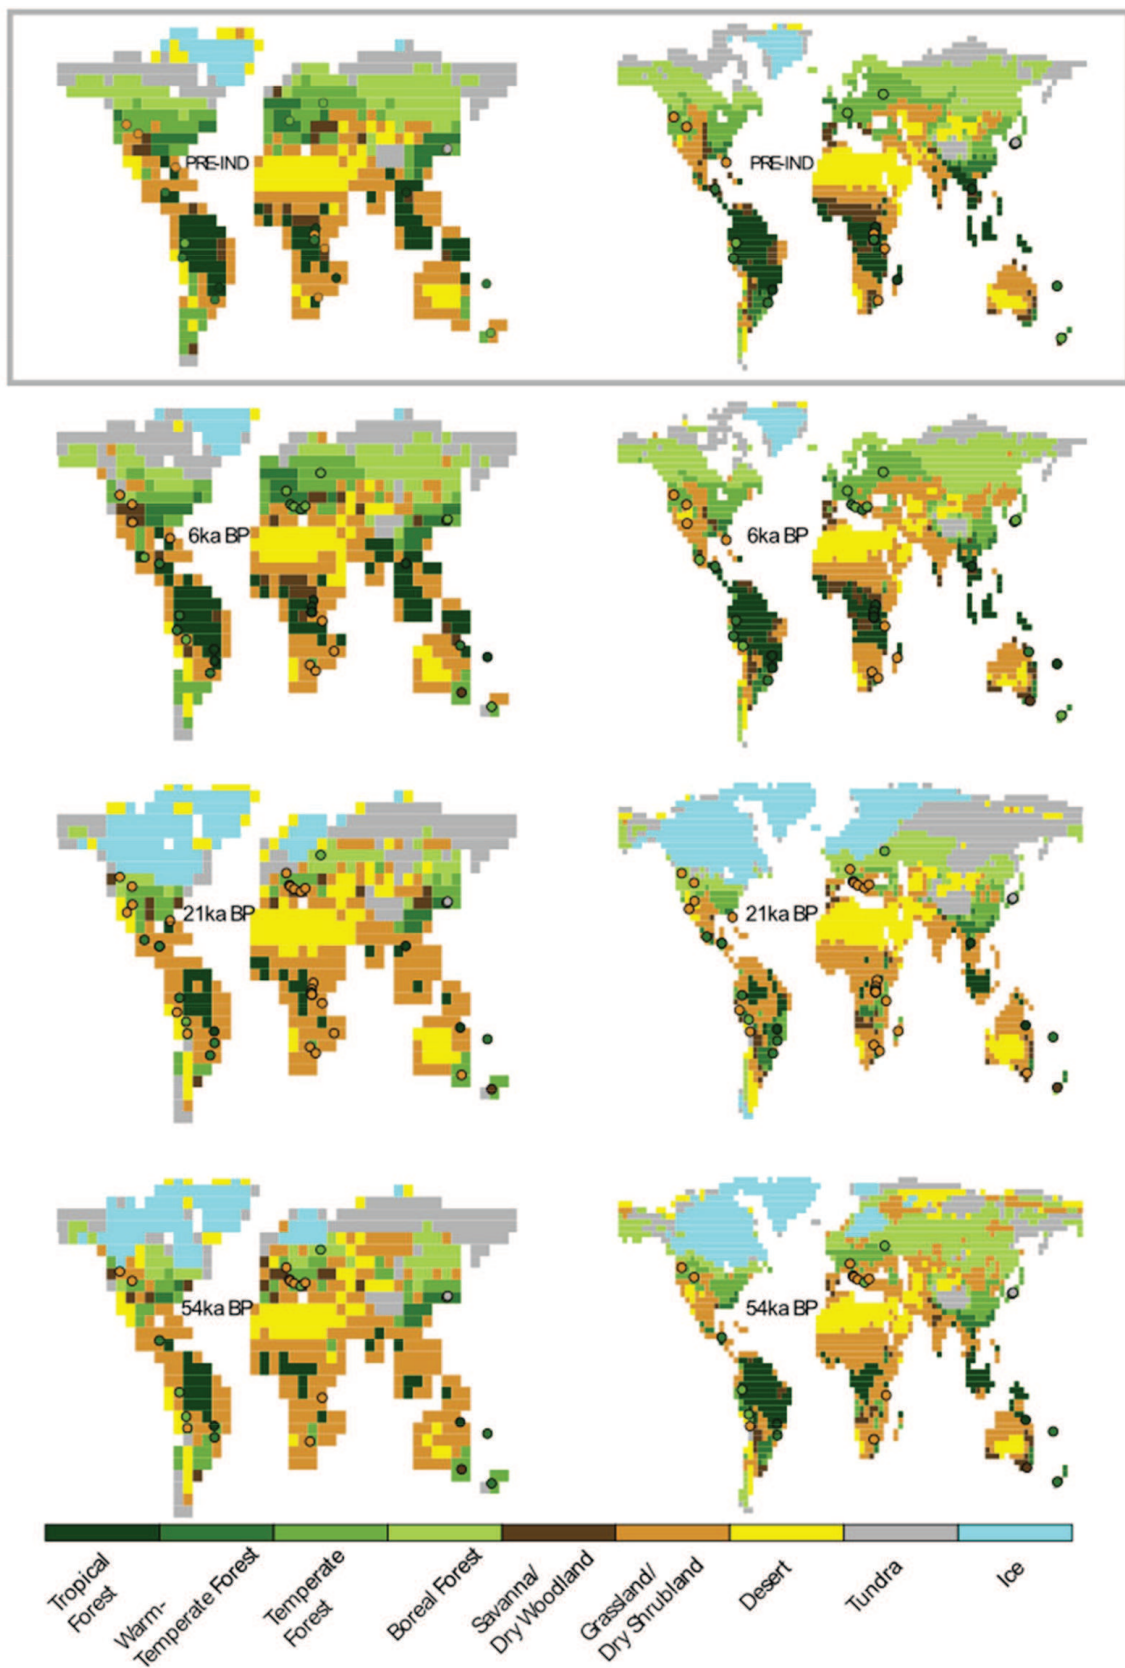 PRE-IND
PRE-IND
6ka BP
6ka BP
21ka BP
21ka BP
54ka BP
54ka BP
Tropical
Forest
Warm-
Temperate Forest
Temperate
Forest
Boreal Forest
Savanna/
Dry Woodland
Grassland/
Dry Shrubland
Desert
Tundra
Ice